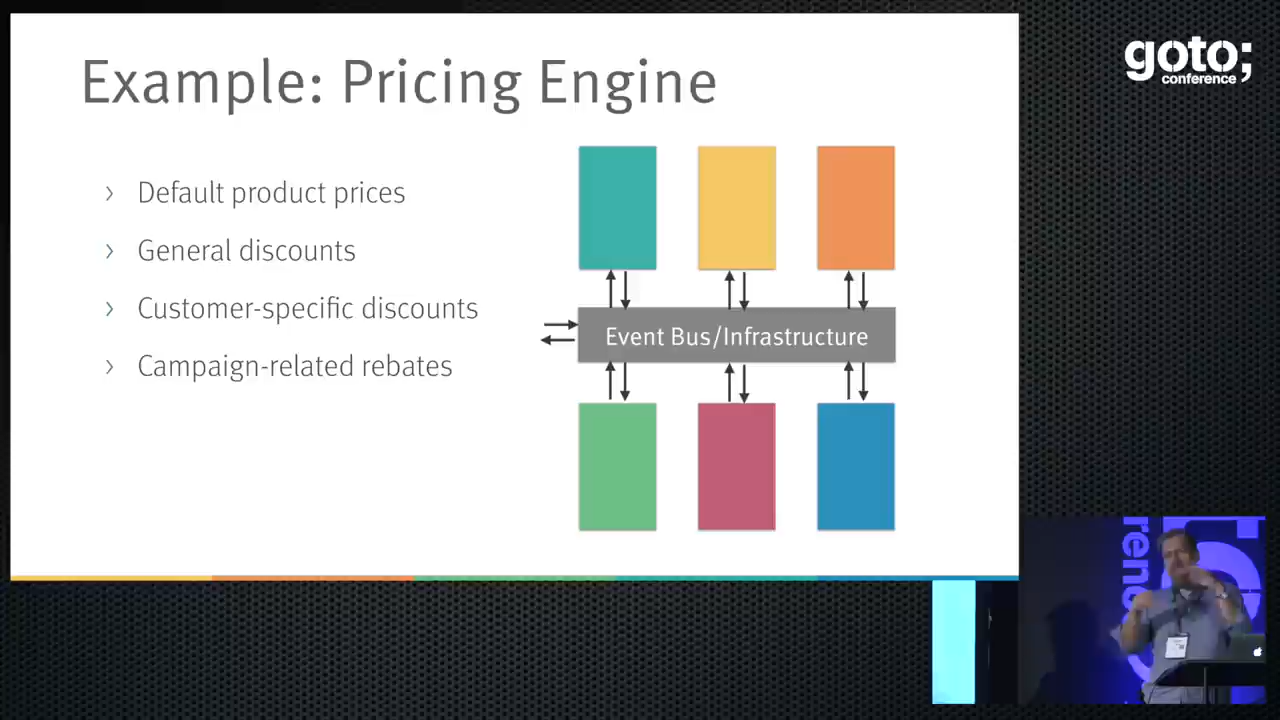 Example: Pricing Engine
› Default product prices
› General discounts
› Customer-specific discounts
› Campaign-related rebates
Event Bus/Infrastructure
goto;
conference